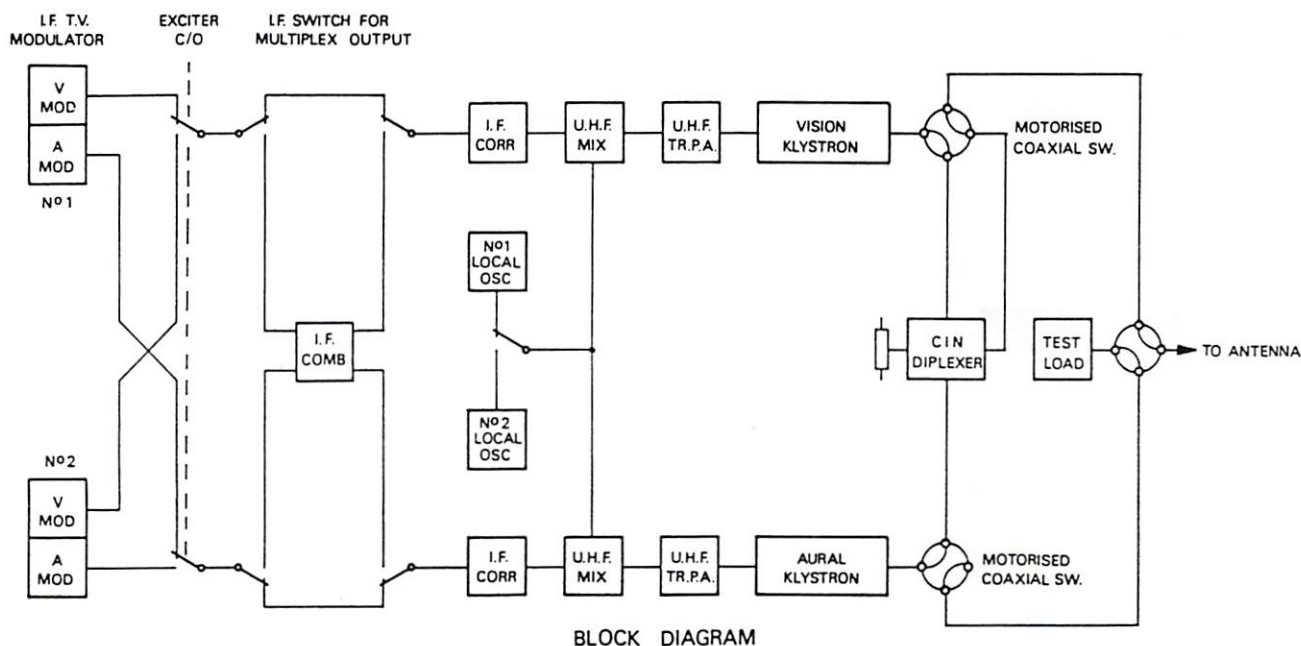 I.F. T.V.
MODULATOR
EXCITER
C/O
I.F. SWITCH FOR
MULTIPLEX OUTPUT
V
MOD
A
MOD
Nº1
I.F.
CORR
U.H.F.
MIX
U.H.F.
TR.P.A.
VISION
KLYSTRON
MOTORISED
COAXIAL SW.
Nº1
LOCAL
OSC
I.F.
COMB
CIN
DIPLEXER
TEST
LOAD
TO ANTENNA
Nº2
LOCAL
OSC
Nº2
V
MOD
A
MOD
I.F.
CORR
U.H.F.
MIX
U.H.F.
TR.P.A.
AURAL
KLYSTRON
MOTORISED
COAXIAL SW.
BLOCK DIAGRAM